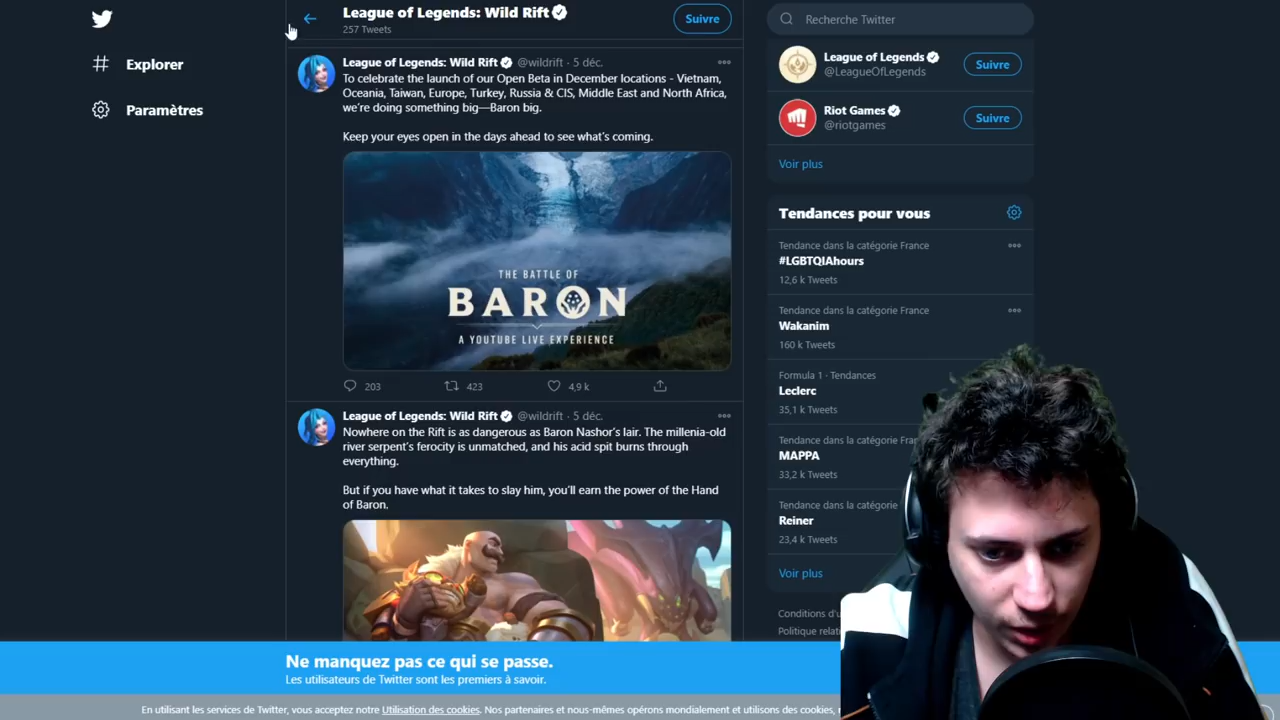 League of Legends: Wild Rift
257 Tweets
Suivre
Explorer
Paramètres
League of Legends: Wild Rift @wildrift · 5 déc.
To celebrate the launch of our Open Beta in December locations - Vietnam,
Oceania, Taiwan, Europe, Turkey, Russia & CIS, Middle East and North Africa,
we're doing something big—Baron big.
Keep your eyes open in the days ahead to see what's coming.
THE BATTLE OF
BARON
A YOUTUBE LIVE EXPERIENCE
203 423 4,9 k
League of Legends: Wild Rift @wildrift · 5 déc.
Nowhere on the Rift is as dangerous as Baron Nashor's lair. The millenia-old
river serpent's ferocity is unmatched, and his acid spit burns through
everything.
But if you have what it takes to slay him, you'll earn the power of the Hand
of Baron.
Recherche Twitter
League of Legends
@LeagueOfLegends
Suivre
Riot Games
@riotgames
Suivre
Voir plus
Tendances pour vous
Tendance dans la catégorie France
#LGBTQIAhours
12,6 k Tweets
Tendance dans la catégorie France
Wakanim
160 k Tweets
Formula 1 · Tendances
Leclerc
35,1 k Tweets
Tendance dans la catégorie
MAPPA
33,2 k Tweets
Tendance dans la catégorie
Reiner
23,4 k Tweets
Voir plus
Conditions
Politique
Ne manquez pas ce qui se passe.
Les utilisateurs de Twitter sont les premiers à savoir.
En utilisant les services de Twitter, vous acceptez notre Utilisation des cookies. Nos partenaires et nous-mêmes opérons mondialement et utilisons des cookies,